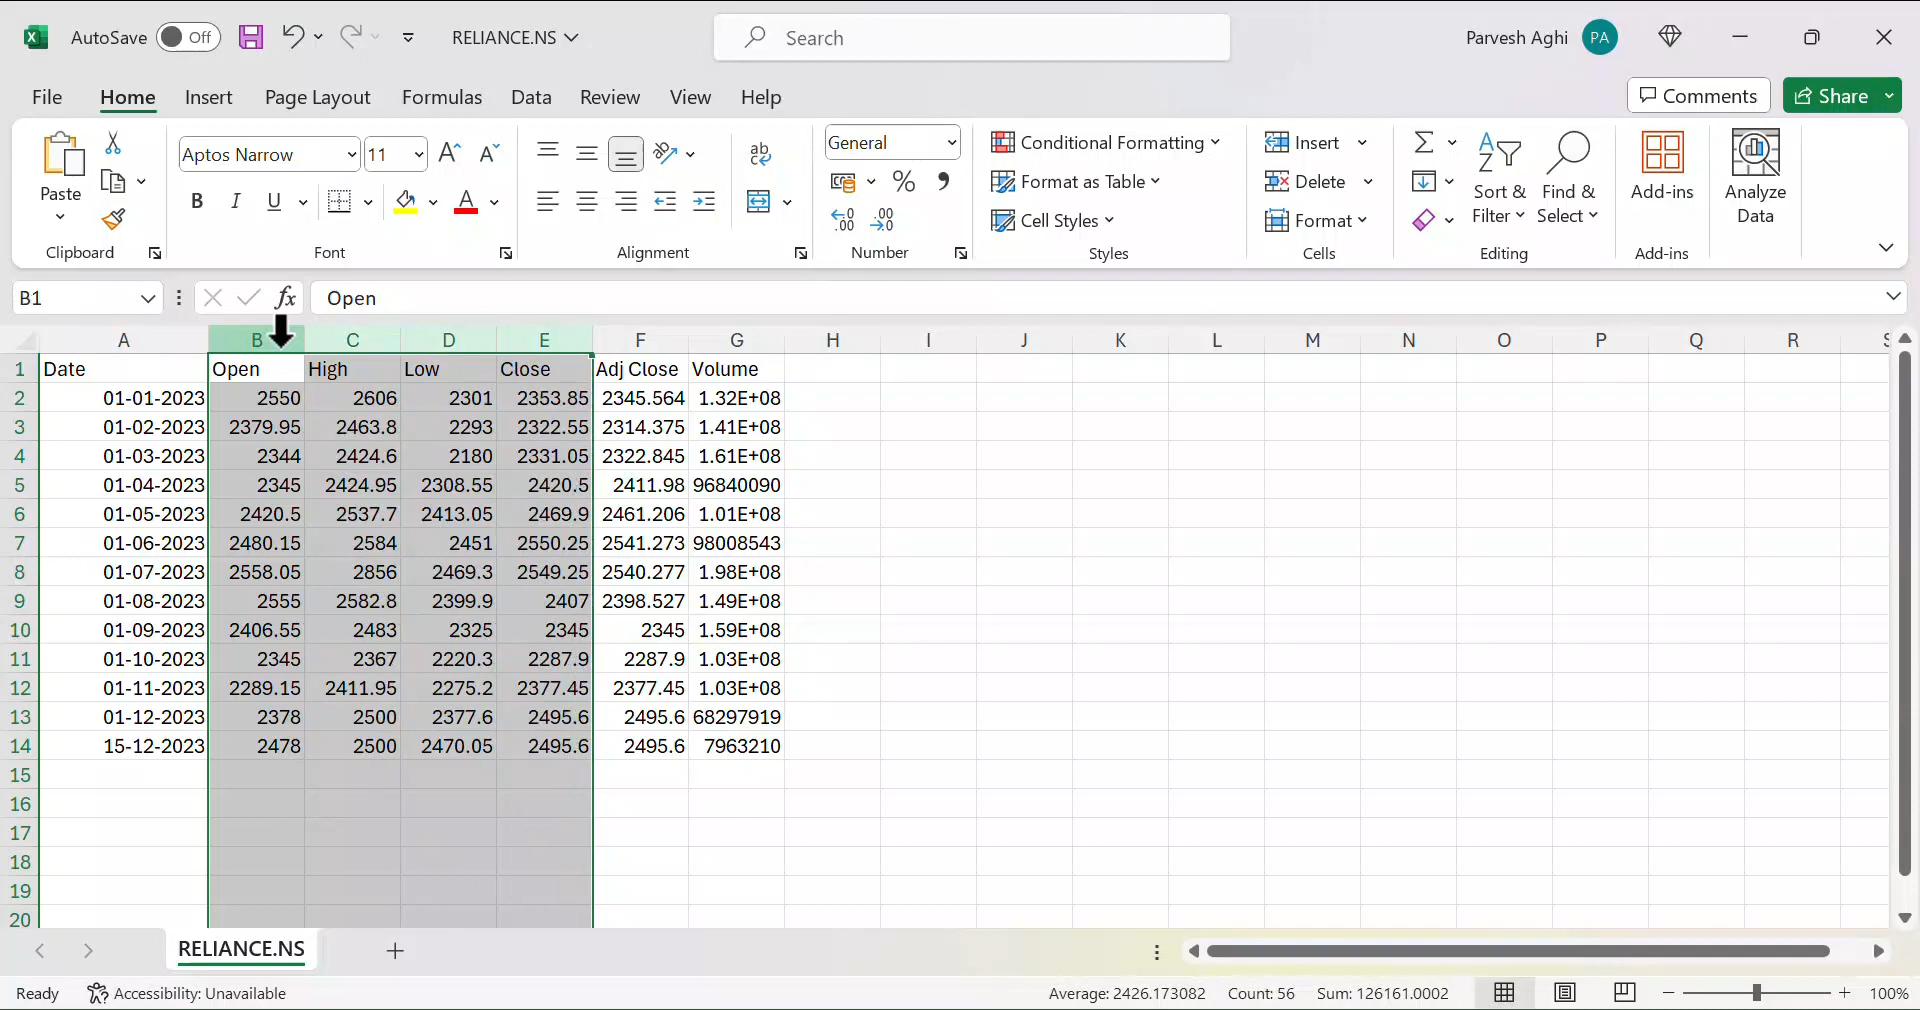 AutoSave Off RELIANCE.NS Search Parvesh Aghi PA
File Home Insert Page Layout Formulas Data Review View Help Comments Share
Paste
Clipboard
Aptos Narrow 11
B I U A
Font
ab
Alignment
General
% 9
Number
Conditional Formatting
Format as Table
Cell Styles
Styles
Insert
Delete
Format
Cells
Sort & Filter
Find & Select
Editing
Add-ins
Add-ins
Analyze Data
B1 fx Open
A B C D E F G H I J K L M N O P Q R
1 Date Open High Low Close Adj Close Volume
2 01-01-2023 2550 2606 2301 2353.85 2345.564 1.32E+08
3 01-02-2023 2379.95 2463.8 2293 2322.55 2314.375 1.41E+08
4 01-03-2023 2344 2424.6 2180 2331.05 2322.845 1.61E+08
5 01-04-2023 2345 2424.95 2308.55 2420.5 2411.98 96840090
6 01-05-2023 2420.5 2537.7 2413.05 2469.9 2461.206 1.01E+08
7 01-06-2023 2480.15 2584 2451 2550.25 2541.273 98008543
8 01-07-2023 2558.05 2856 2469.3 2549.25 2540.277 1.98E+08
9 01-08-2023 2555 2582.8 2399.9 2407 2398.527 1.49E+08
10 01-09-2023 2406.55 2483 2325 2345 2345 1.59E+08
11 01-10-2023 2345 2367 2220.3 2287.9 2287.9 1.03E+08
12 01-11-2023 2289.15 2411.95 2275.2 2377.45 2377.45 1.03E+08
13 01-12-2023 2378 2500 2377.6 2495.6 2495.6 68297919
14 15-12-2023 2478 2500 2470.05 2495.6 2495.6 7963210
15
16
17
18
19
20
RELIANCE.NS
Ready Accessibility: Unavailable Average: 2426.173082 Count: 56 Sum: 126161.0002 100%